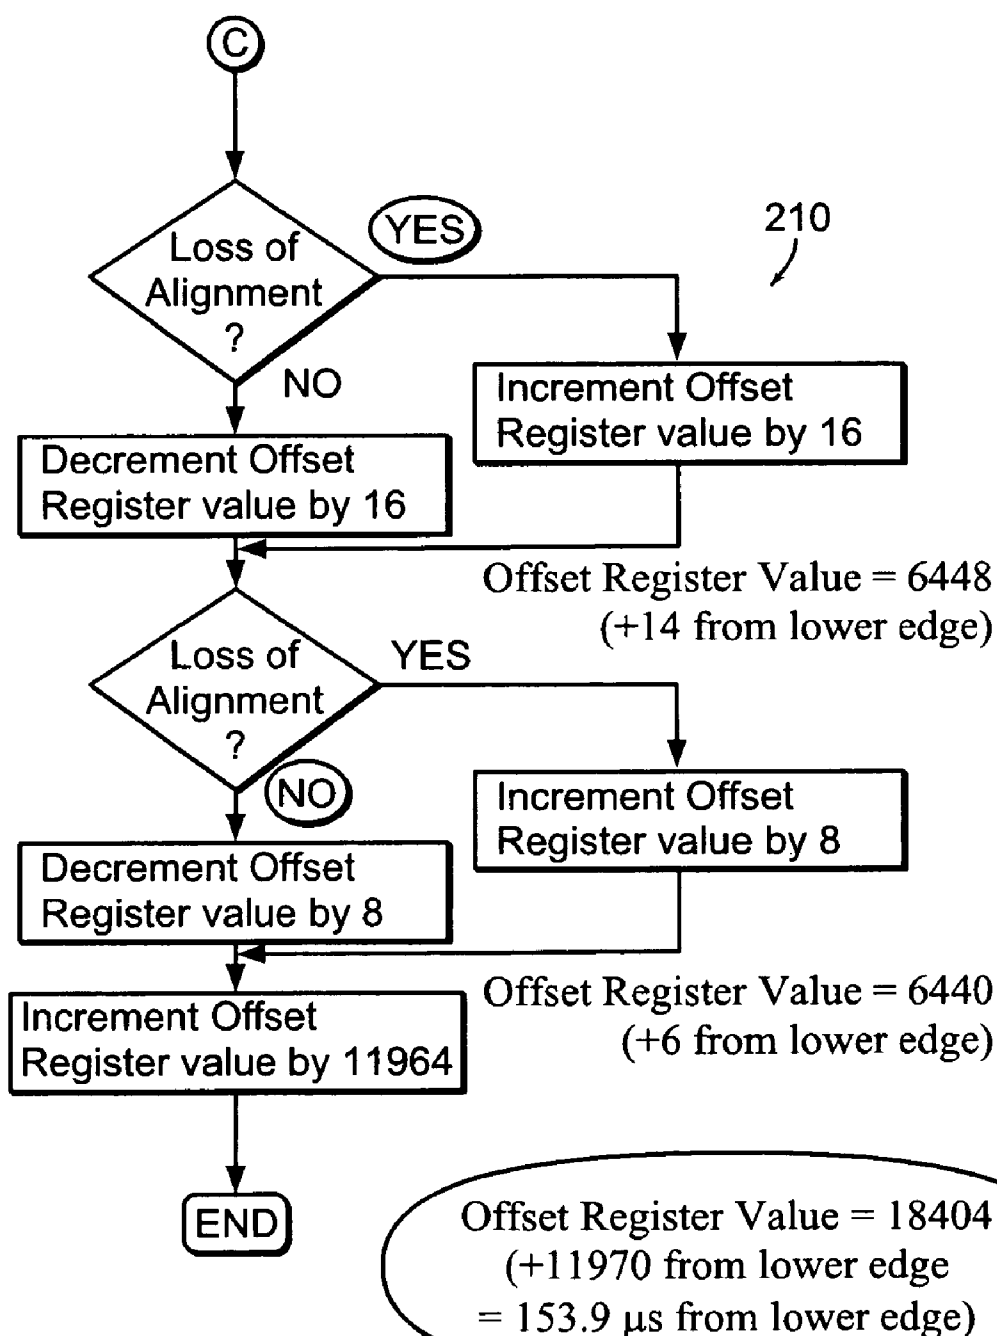 C
Loss of
Alignment
?
YES
210
NO
Increment Offset
Register value by 16
Decrement Offset
Register value by 16
Offset Register Value = 6448
(+14 from lower edge)
Loss of
Alignment
?
YES
NO
Increment Offset
Register value by 8
Decrement Offset
Register value by 8
Offset Register Value = 6440
(+6 from lower edge)
Increment Offset
Register value by 11964
END
Offset Register Value = 18404
(+11970 from lower edge
= 153.9 μs from lower edge)